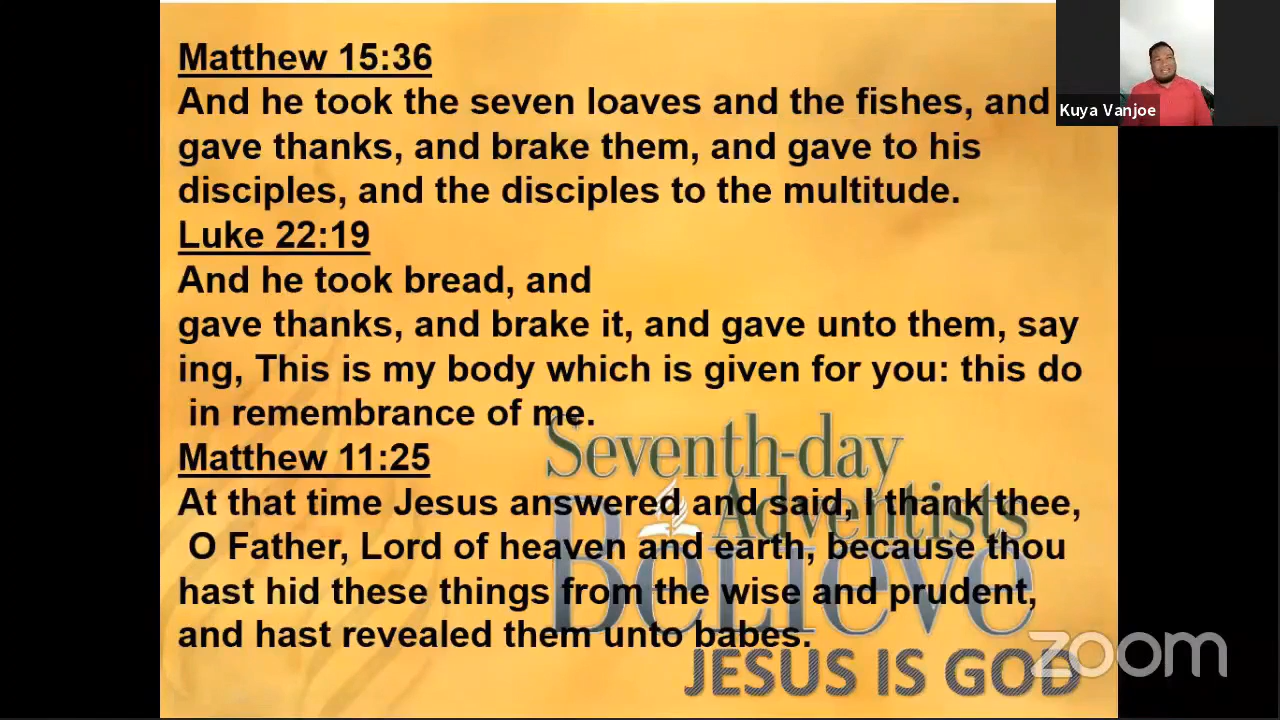 Matthew 15:36
And he took the seven loaves and the fishes, and
gave thanks, and brake them, and gave to his
disciples, and the disciples to the multitude.
Luke 22:19
And he took bread, and
gave thanks, and brake it, and gave unto them, say
ing, This is my body which is given for you: this do
in remembrance of me.
Matthew 11:25
At that time Jesus answered and said, I thank thee,
O Father, Lord of heaven and earth, because thou
hast hid these things from the wise and prudent,
and hast revealed them unto babes.
Seventh-day
Adventists
Believe
JESUS IS GOD
zoom
Kuya Vanjoe